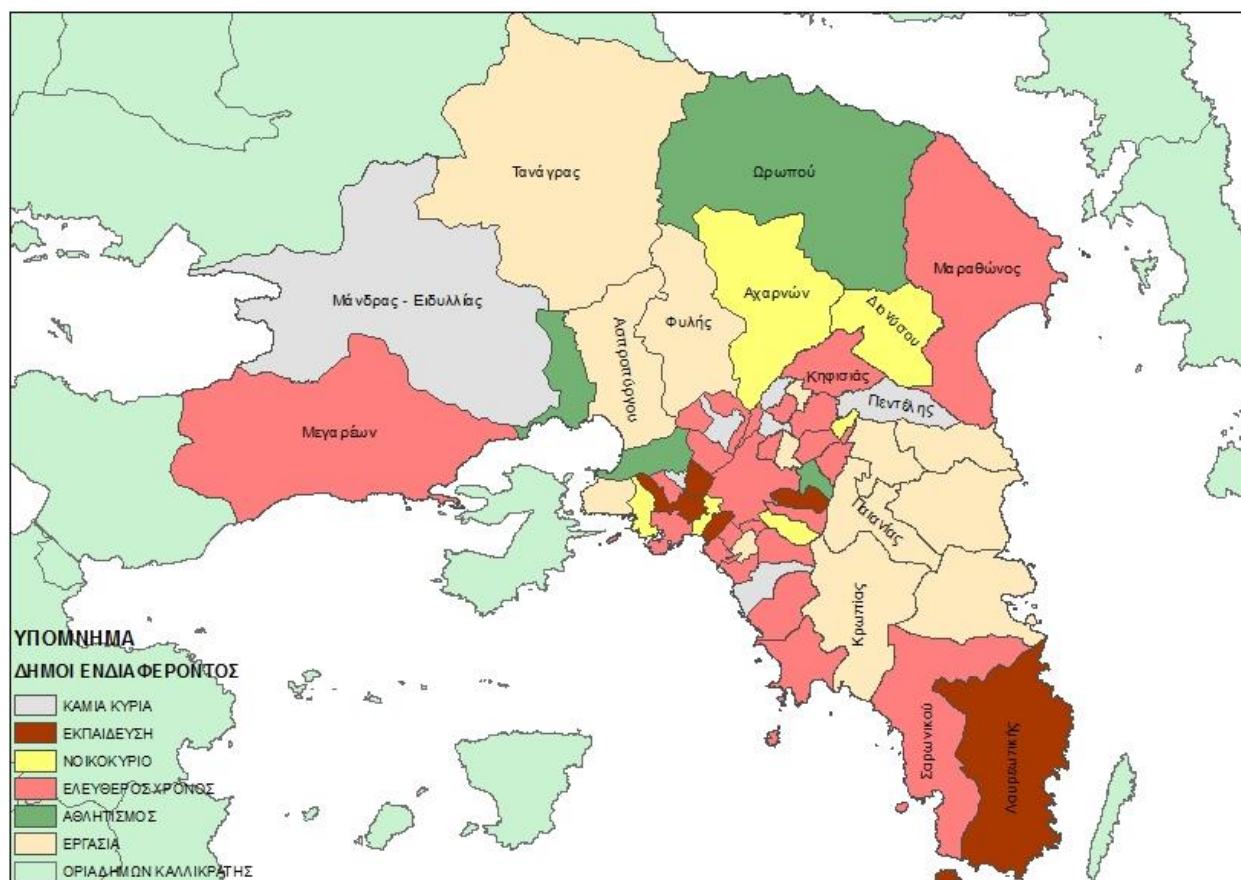 Τανάγρας
Ωρωπού
Μαραθώνος
Μάνδρας - Ειδυλλίας
Αχαρνών
Διονύσου
Φυλής
Ασπροπύργου
Κηφισιάς
Πεντέλης
Μεγαρέων
Παιανίας
Κρωπίας
Σαρωνικού
Λαυρεωτικής
ΥΠΟΜΝΗΜΑ
ΔΗΜΟΙ ΕΝΔΙΑΦΕΡΟΝΤΟΣ
ΚΑΜΙΑ ΚΥΡΙΑ
ΕΚΠΑΙΔΕΥΣΗ
ΝΟΙΚΟΚΥΡΙΟ
ΕΛΕΥΘΕΡΟΣ ΧΡΟΝΟΣ
ΑΘΛΗΤΙΣΜΟΣ
ΕΡΓΑΣΙΑ
ΟΡΙΑ ΔΗΜΩΝ ΚΑΛΛΙΚΡΑΤΗΣ